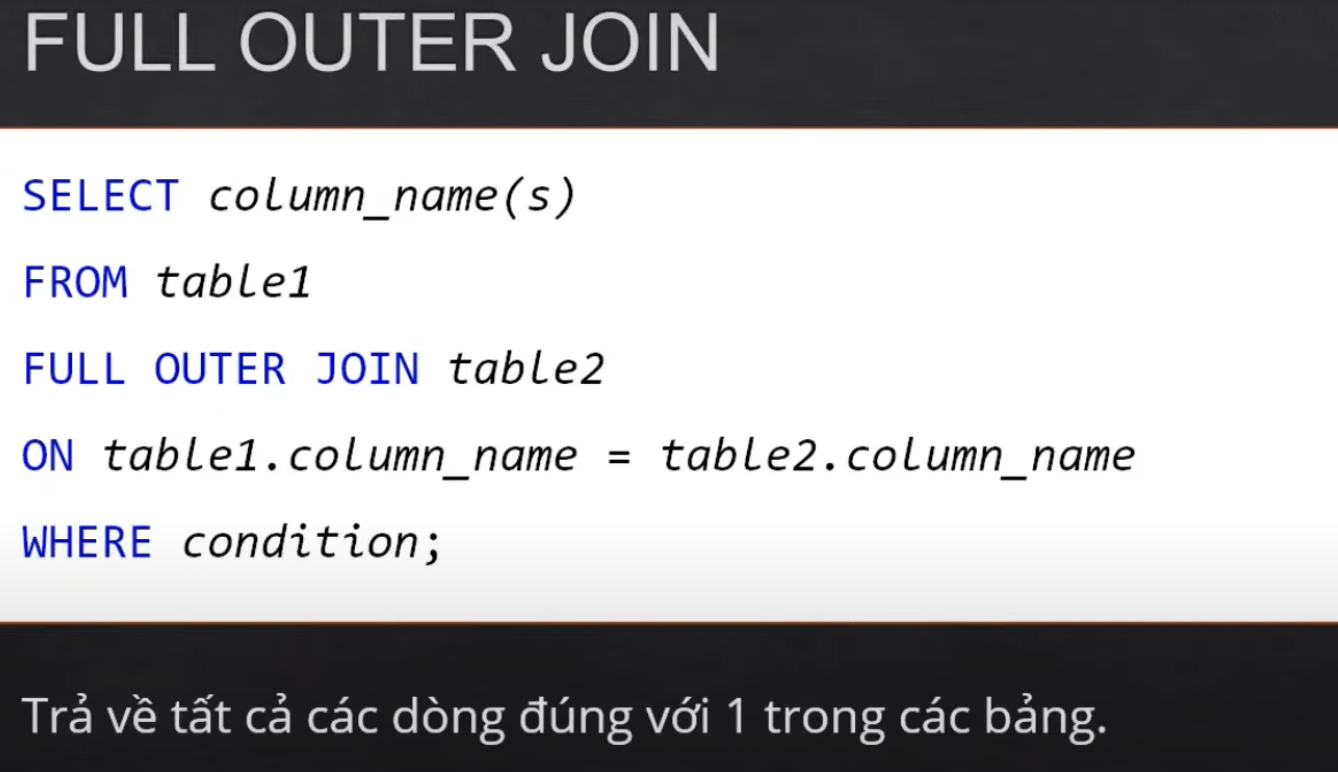 FULL OUTER JOIN
SELECT column_name(s)
FROM table1
FULL OUTER JOIN table2
ON table1.column_name = table2.column_name
WHERE condition;
Trả về tất cả các dòng đúng với 1 trong các bảng.